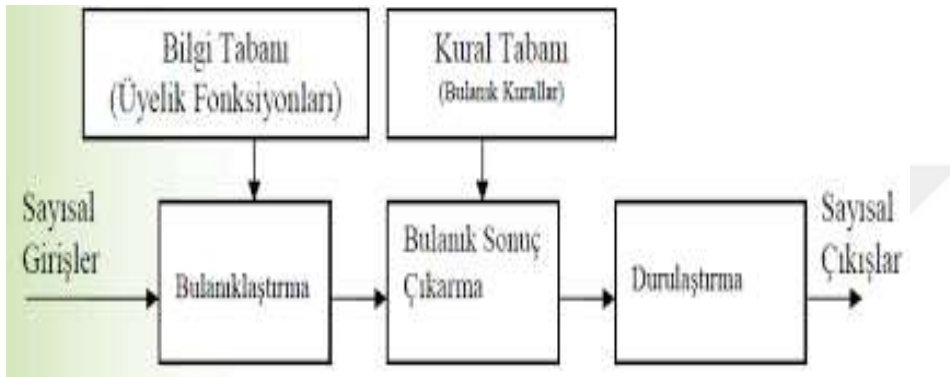 Bilgi Tabanı
(Üyelik Fonksiyonları)
Kural Tabanı
(Bulanık Kurallar)
Sayısal
Girişler
Bulanıklaştırma
Bulanık Sonuç
Çıkarma
Durulaştırma
Sayısal
Çıkışlar